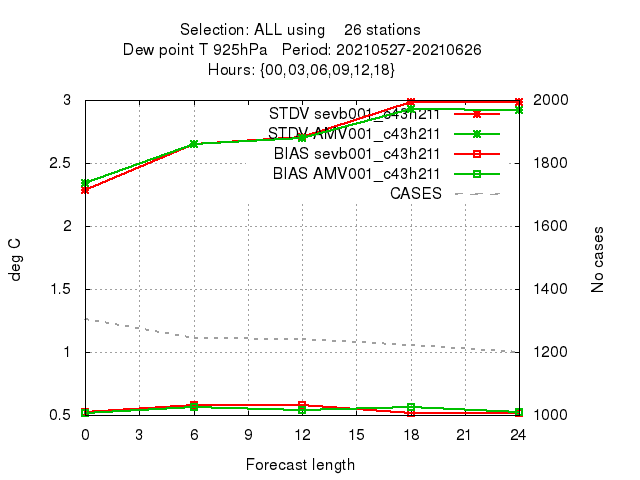 Selection: ALL using 26 stations
Dew point T 925hPa Period: 20210527-20210626
Hours: {00,03,06,09,12,18}
3 2000
STDV sevb001_c43h211
STDV AMV001_c43h211
2.5 1800
BIAS sevb001_c43h211
BIAS AMV001_c43h211
CASES
2 1600
deg C
No cases
1.5 1400
1 1200
0.5 1000
0 3 6 9 12 15 18 21 24
Forecast length